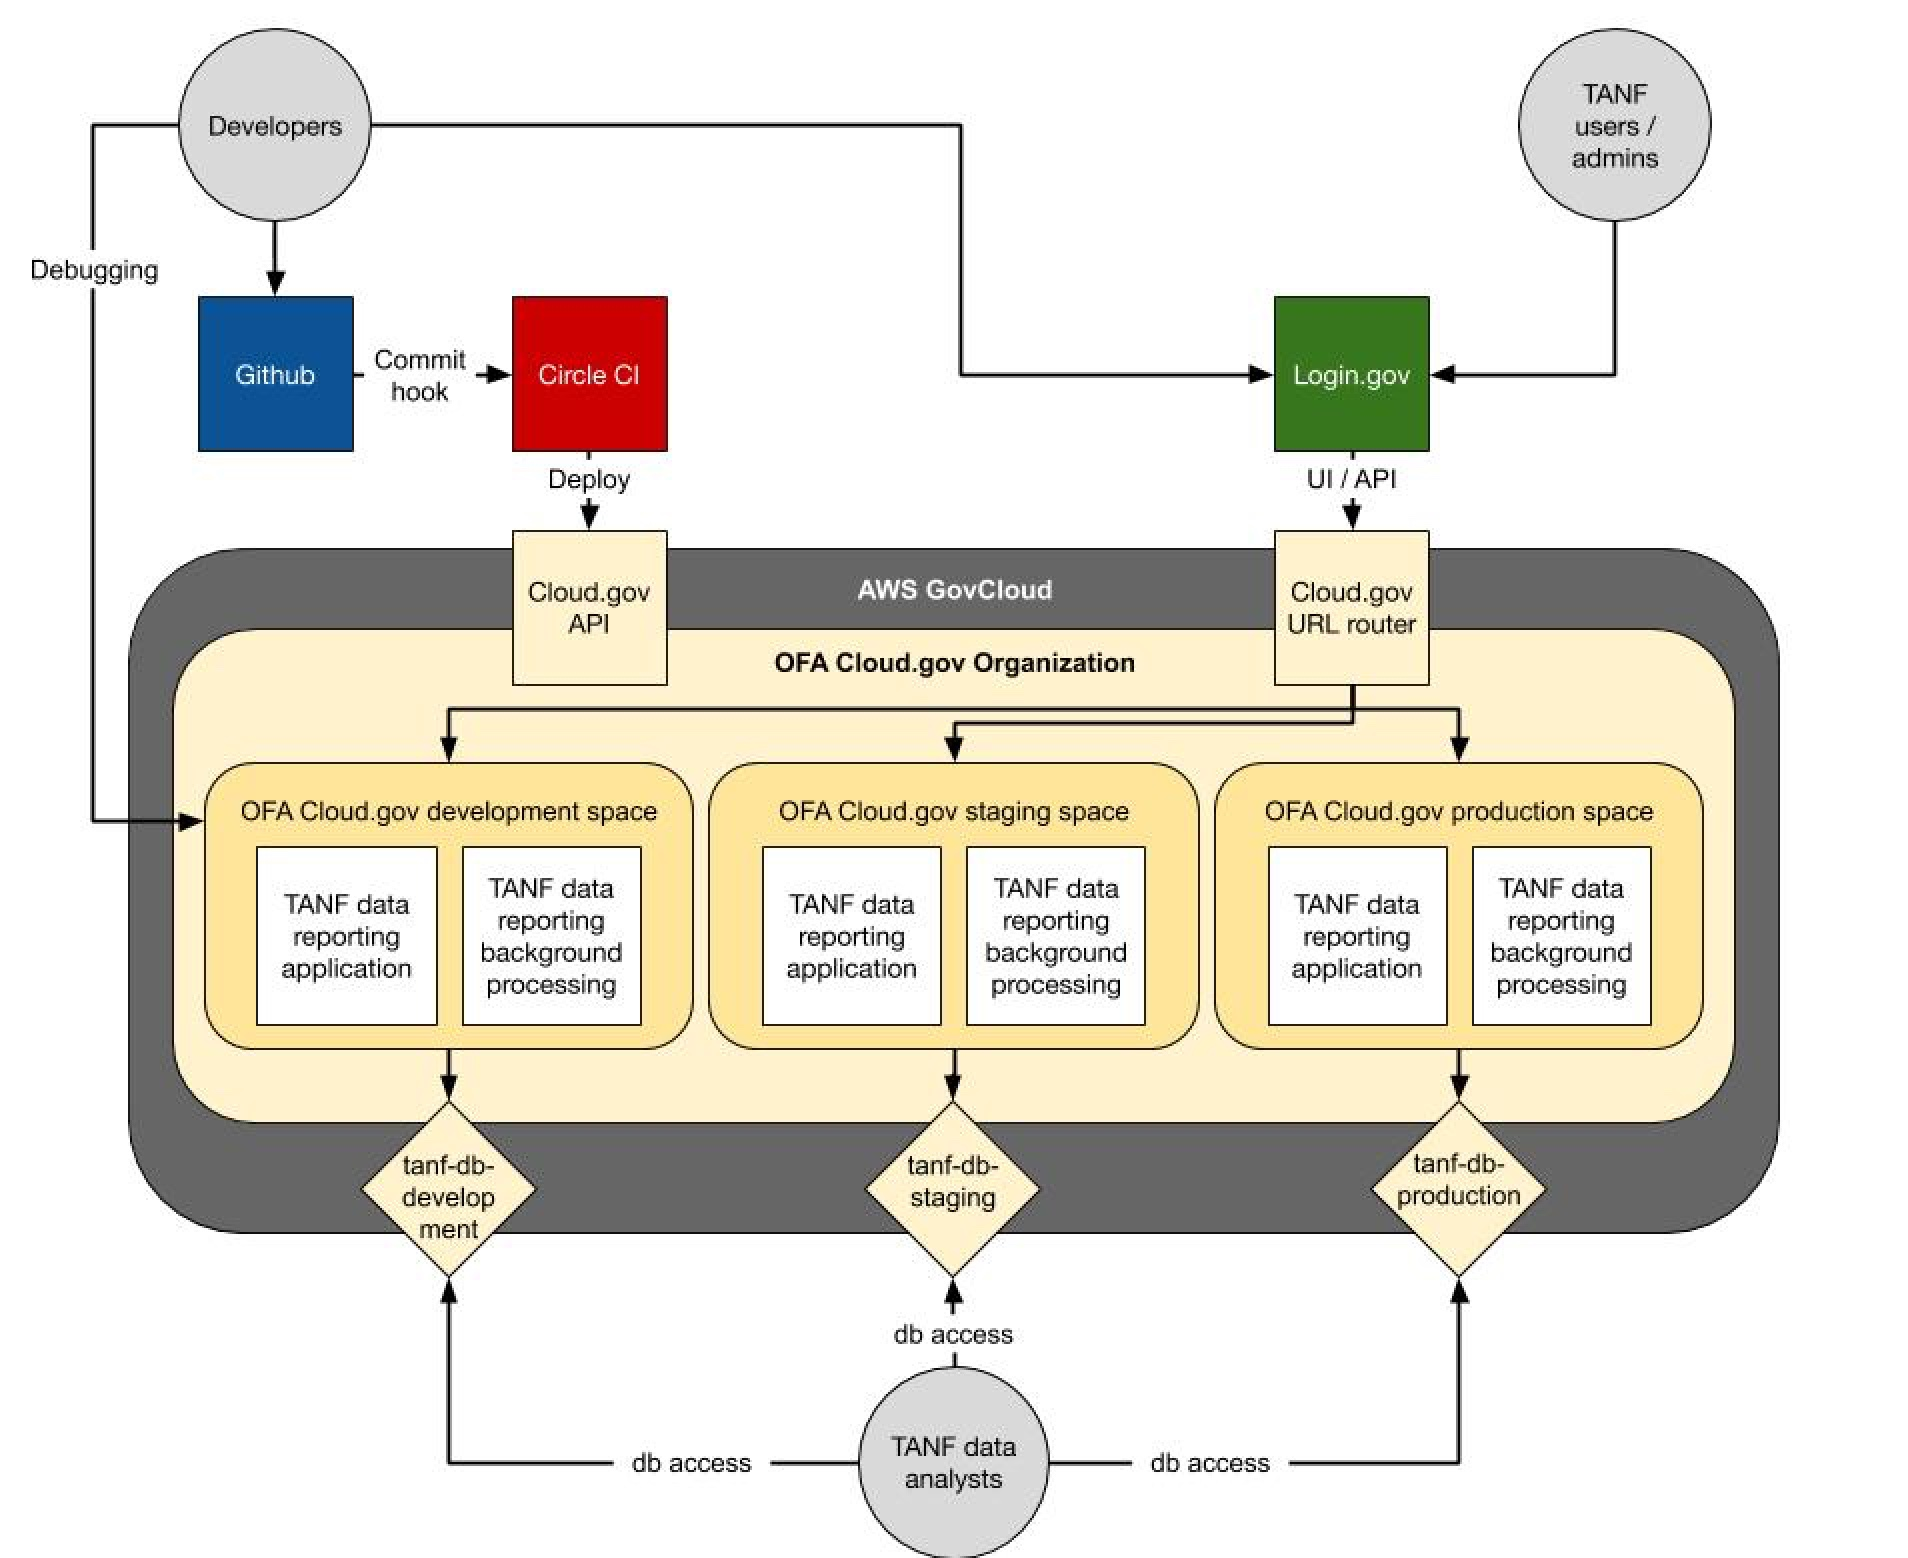 Developers
TANF
users /
admins
Debugging
Github
Commit
hook
Circle CI
Login.gov
Deploy
UI / API
Cloud.gov
API
AWS GovCloud
Cloud.gov
URL router
OFA Cloud.gov Organization
OFA Cloud.gov development space
TANF data
reporting
application
TANF data
reporting
background
processing
OFA Cloud.gov staging space
TANF data
reporting
application
TANF data
reporting
background
processing
OFA Cloud.gov production space
TANF data
reporting
application
TANF data
reporting
background
processing
tanf-db-
develop
ment
tanf-db-
staging
tanf-db-
production
db access
db access
TANF data
analysts
db access